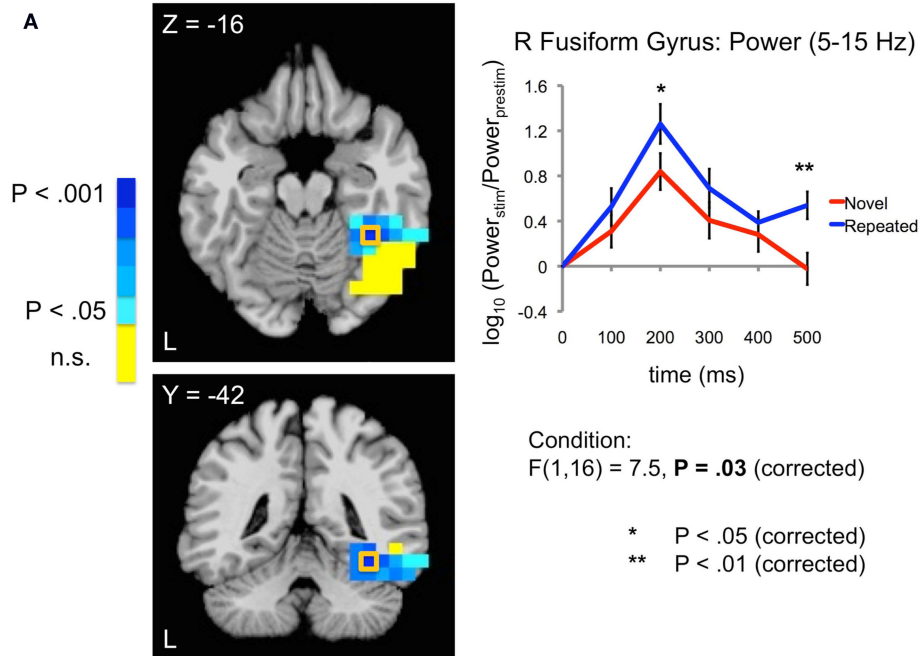 A
Z = -16
L
P < .001
P < .05
n.s.
Y = -42
L
R Fusiform Gyrus: Power (5-15 Hz)
log10 (Powerstim/Powerprestim)
1.6
1.2
0.8
0.4
0
-0.4
0 100 200 300 400 500
time (ms)
*
**
Novel
Repeated
Condition:
F(1,16) = 7.5, P = .03 (corrected)
* P < .05 (corrected)
** P < .01 (corrected)